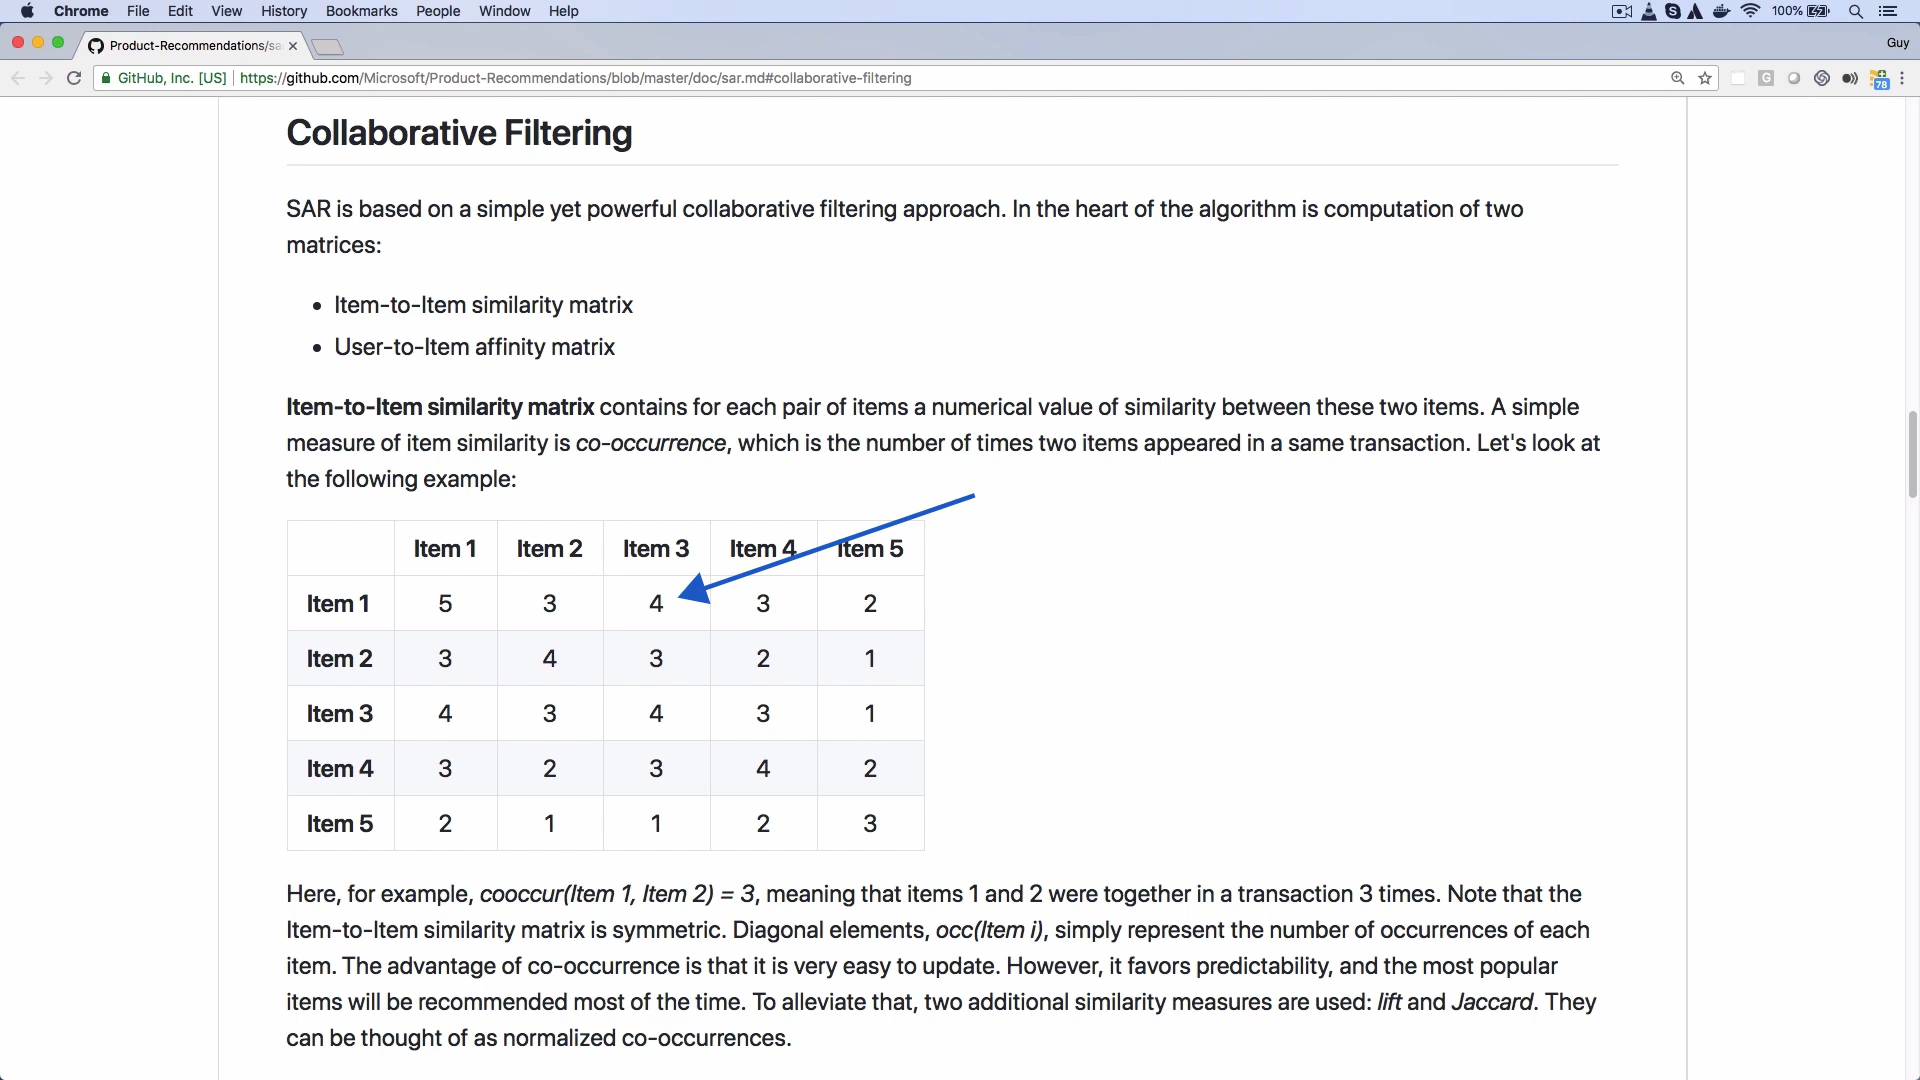 Chrome File Edit View History Bookmarks People Window Help 100%
Product-Recommendations/sa Guy
GitHub, Inc. [US] https://github.com/Microsoft/Product-Recommendations/blob/master/doc/sar.md#collaborative-filtering G 78
Collaborative Filtering
SAR is based on a simple yet powerful collaborative filtering approach. In the heart of the algorithm is computation of two
matrices:
• Item-to-Item similarity matrix
• User-to-Item affinity matrix
Item-to-Item similarity matrix contains for each pair of items a numerical value of similarity between these two items. A simple
measure of item similarity is co-occurrence, which is the number of times two items appeared in a same transaction. Let's look at
the following example:
Item 1 Item 2 Item 3 Item 4 Item 5
Item 1 5 3 4 3 2
Item 2 3 4 3 2 1
Item 3 4 3 4 3 1
Item 4 3 2 3 4 2
Item 5 2 1 1 2 3
Here, for example, cooccur(Item 1, Item 2) = 3, meaning that items 1 and 2 were together in a transaction 3 times. Note that the
Item-to-Item similarity matrix is symmetric. Diagonal elements, occ(Item i), simply represent the number of occurrences of each
item. The advantage of co-occurrence is that it is very easy to update. However, it favors predictability, and the most popular
items will be recommended most of the time. To alleviate that, two additional similarity measures are used: lift and Jaccard. They
can be thought of as normalized co-occurrences.